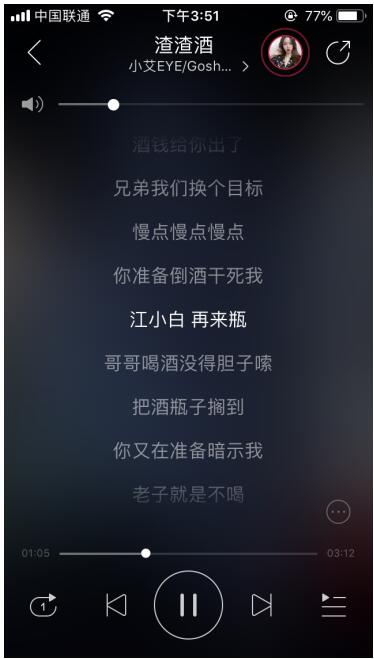 中国联通 下午3:51 77%
渣渣酒
小艾EYE/Gosh...
酒钱给你出了
兄弟我们换个目标
慢点慢点慢点
你准备倒酒干死我
江小白 再来瓶
哥哥喝酒没得胆子嗦
把酒瓶子搁到
你又在准备暗示我
老子就是不喝
01:05 03:12
1